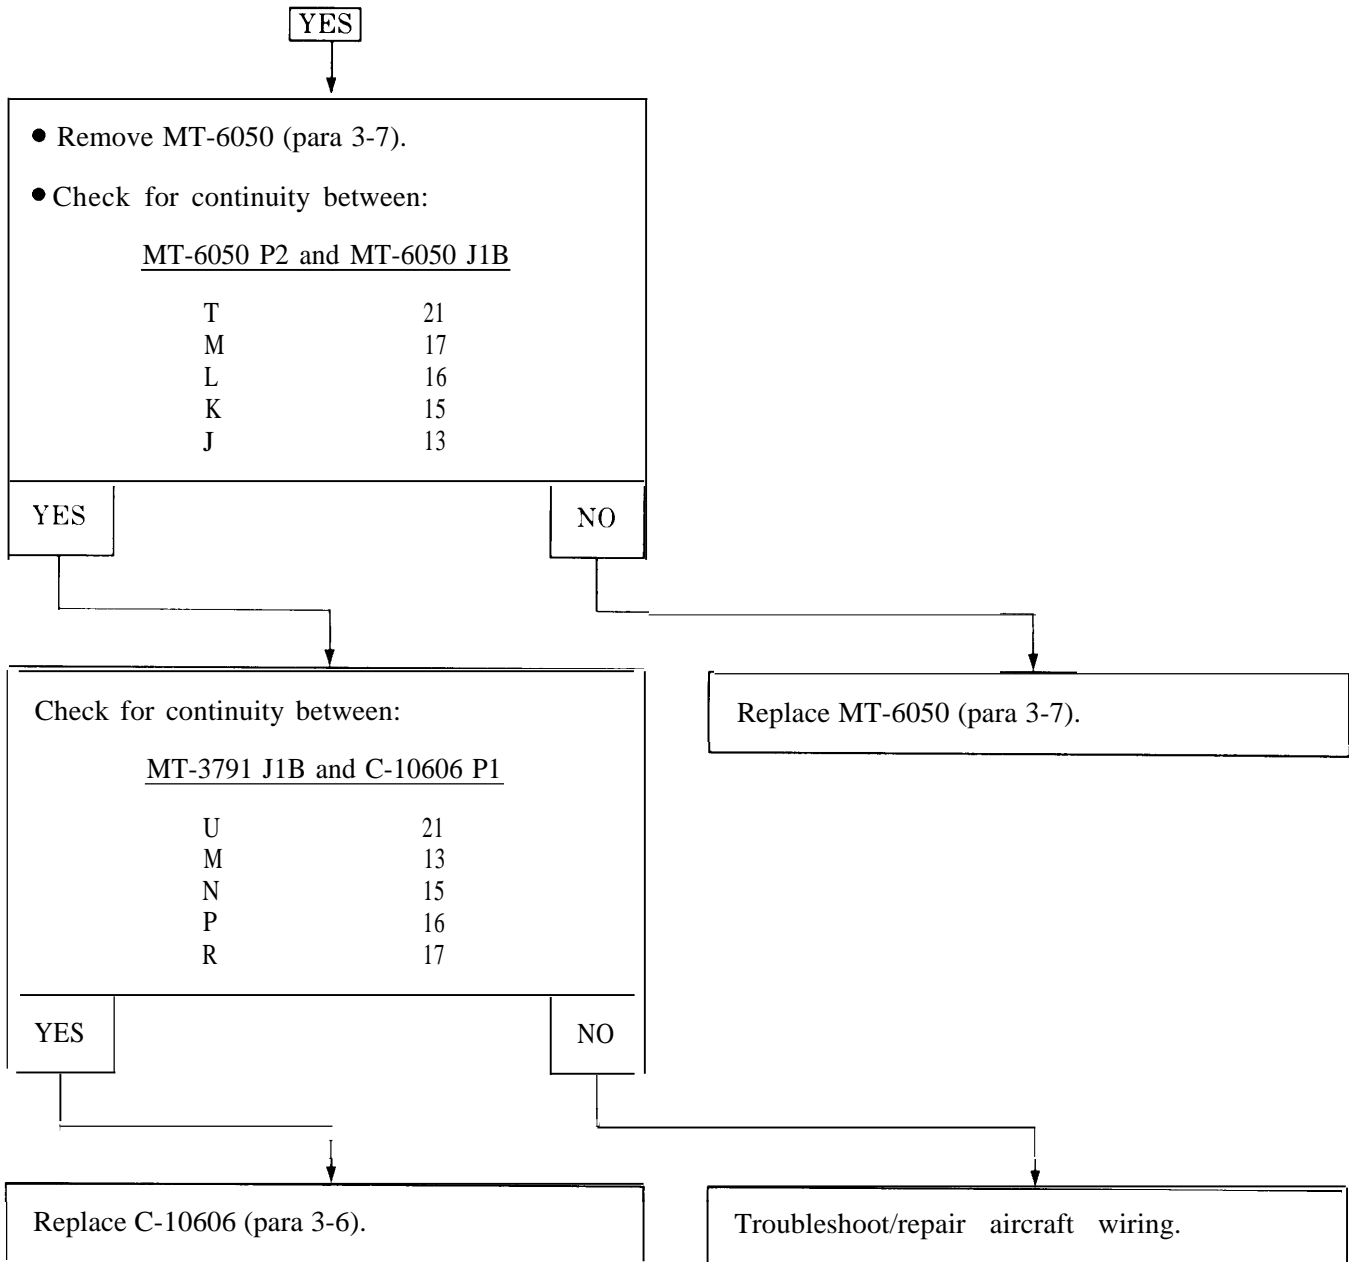 YES
• Remove MT-6050 (para 3-7).
• Check for continuity between:
MT-6050 P2 and MT-6050 J1B
T 21
M 17
L 16
K 15
J 13
YES NO
Check for continuity between:
MT-3791 J1B and C-10606 P1
U 21
M 13
N 15
P 16
R 17
YES NO
Replace MT-6050 (para 3-7).
Replace C-10606 (para 3-6).
Troubleshoot/repair aircraft wiring.